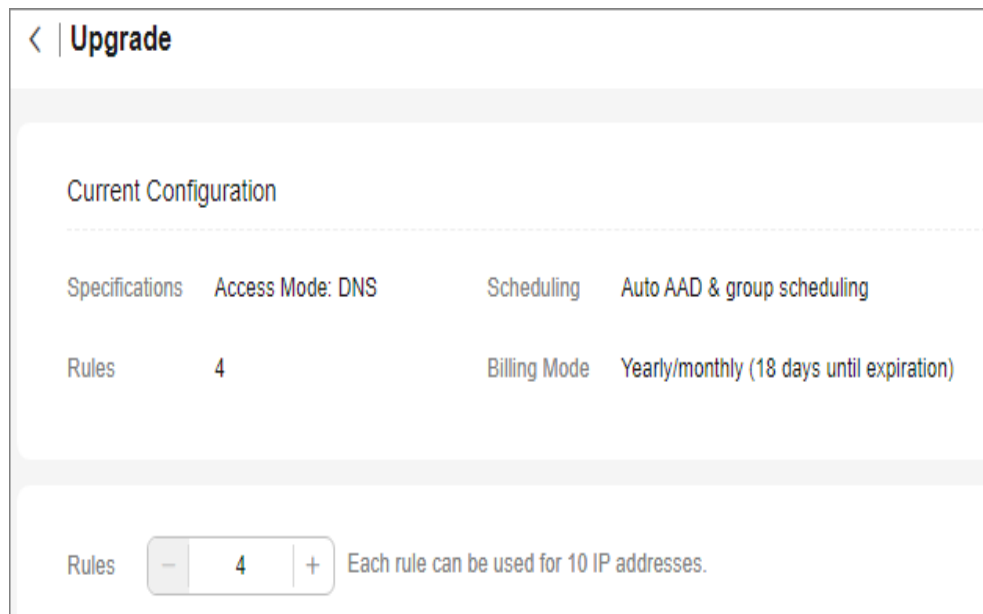 Upgrade
Current Configuration
Specifications Access Mode: DNS Scheduling Auto AAD & group scheduling
Rules 4 Billing Mode Yearly/monthly (18 days until expiration)
Rules − 4 + Each rule can be used for 10 IP addresses.